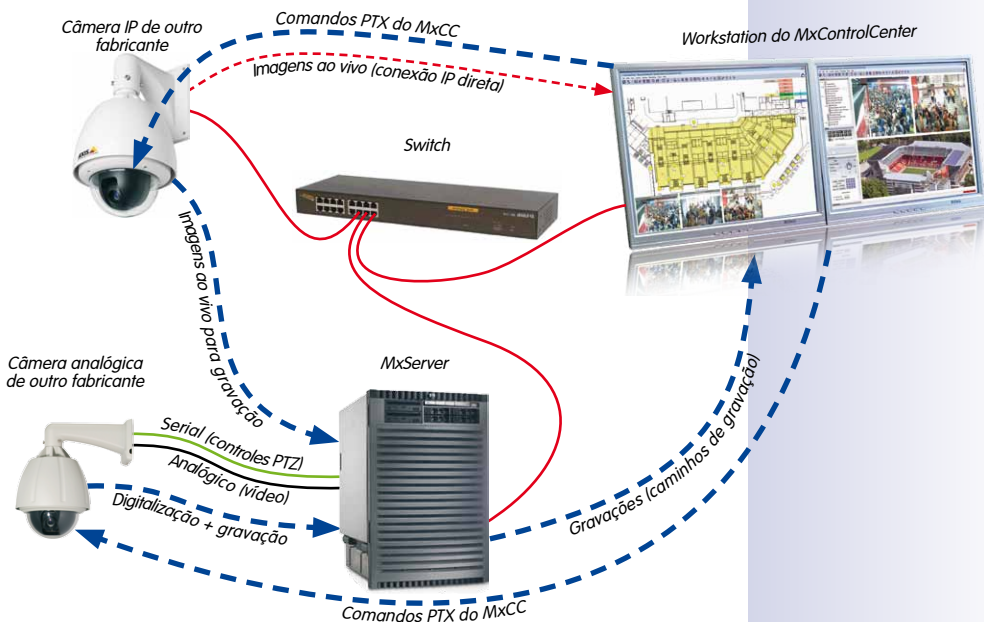 Câmera IP de outro
fabricante
Comandos PTX do MxCC
Workstation do MxControlCenter
Imagens ao vivo (conexão IP direta)
Switch
AXIS
Imagens ao vivo para gravação
Câmera analógica
de outro fabricante
MxServer
Serial (controles PTZ)
Analógico (vídeo)
Digitalização + gravação
Gravações (caminhos de gravação)
Comandos PTX do MxCC